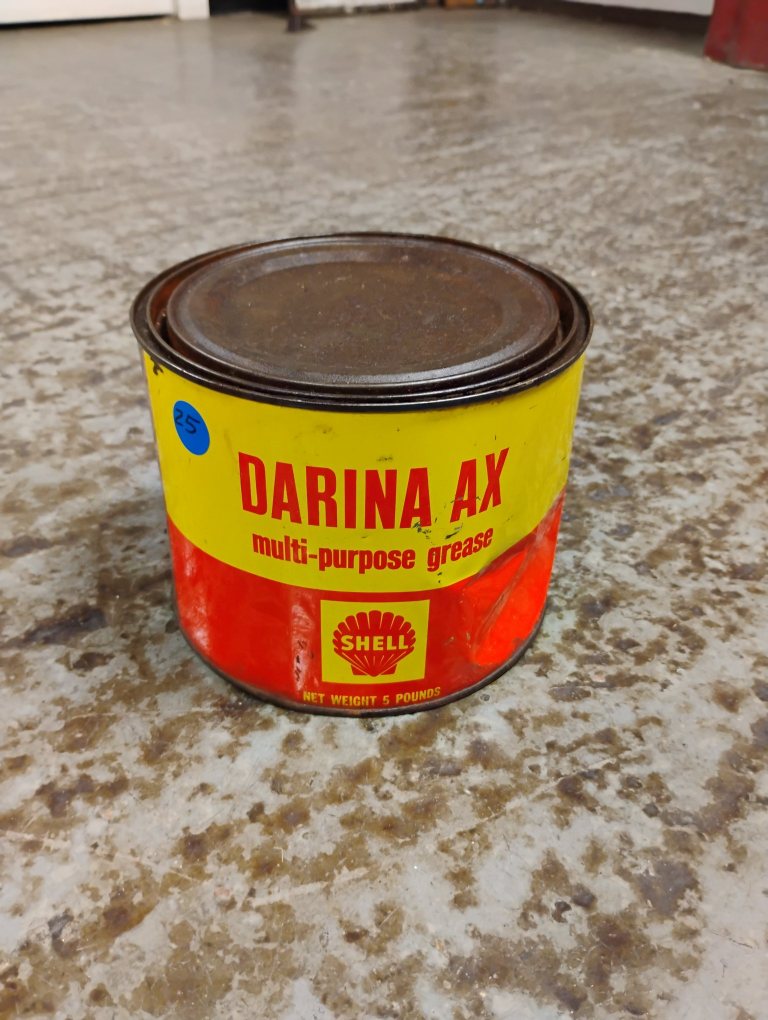 25
DARINA AX
multi-purpose grease
SHELL
NET WEIGHT 5 POUNDS